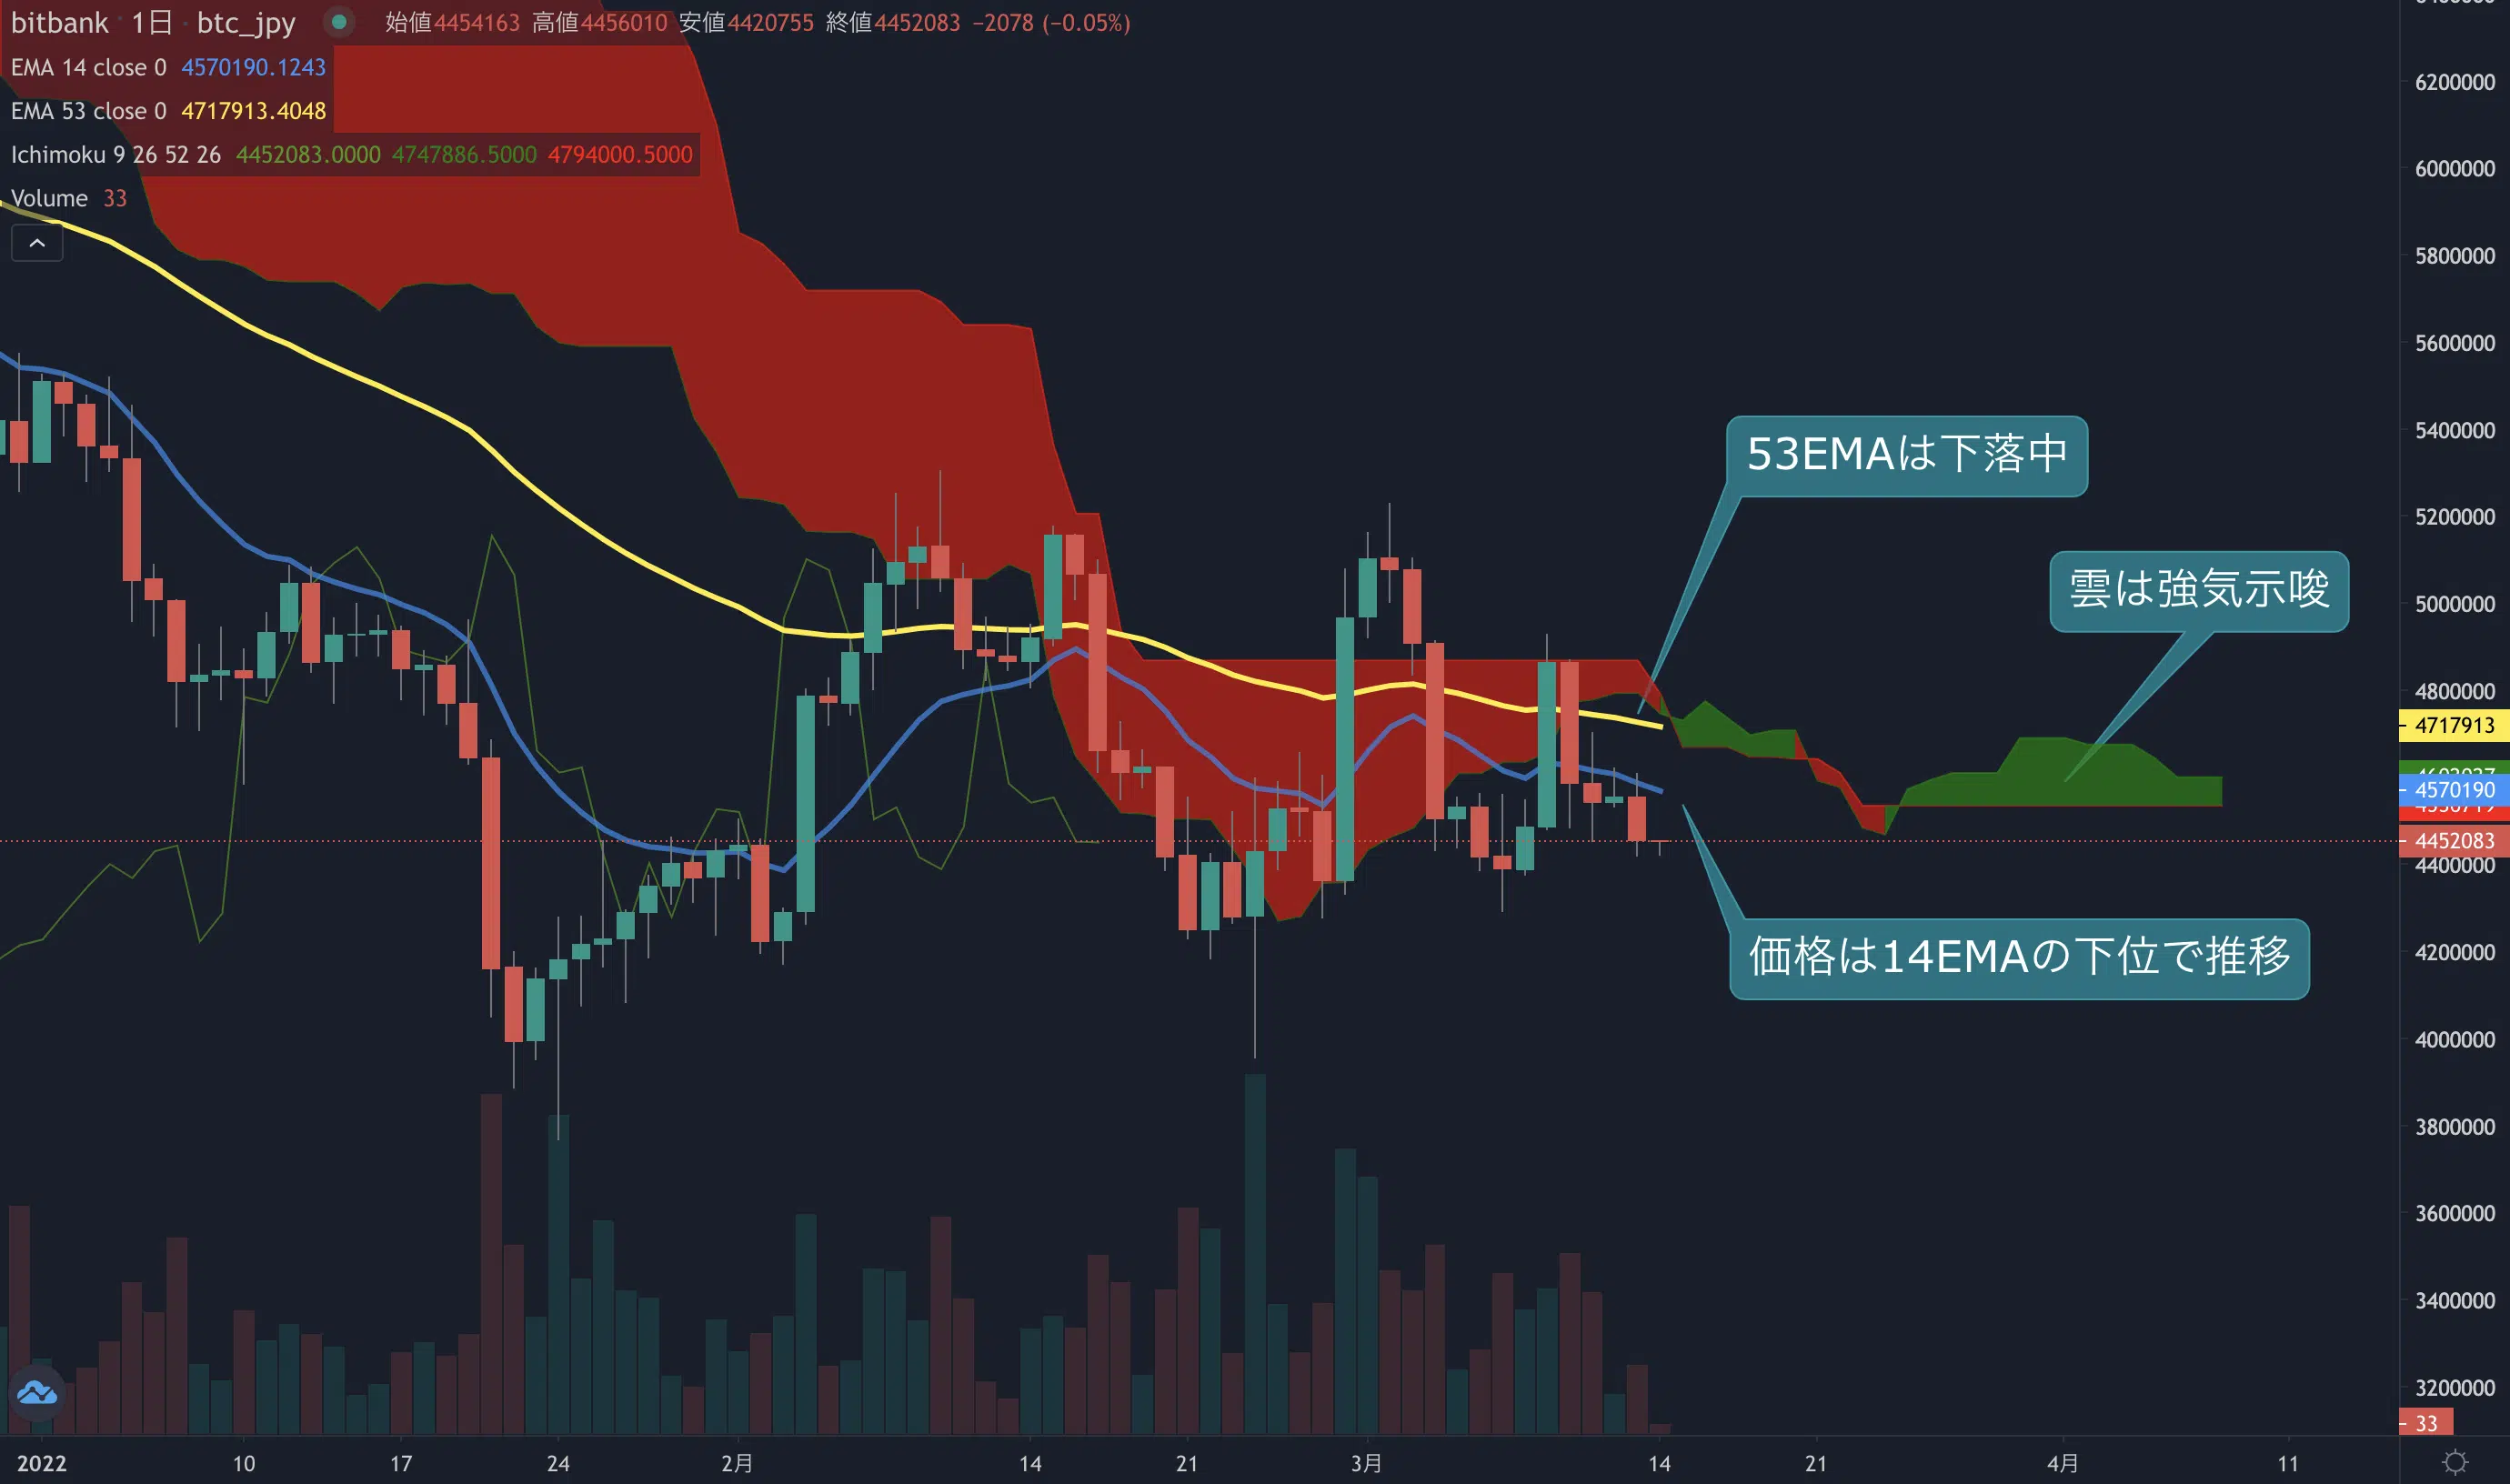 bitbank · 1日 · btc_jpy 始値4454163 高値4456010 安値4420755 終値4452083 −2078 (−0.05%)
EMA 14 close 0 4570190.1243
EMA 53 close 0 4717913.4048
Ichimoku 9 26 52 26 4452083.0000 4747886.5000 4794000.5000
Volume 33
6200000
6000000
5800000
5600000
5400000
53EMAは下落中
5200000
雲は強気示唆
5000000
4800000
4717913
4570190
4452083
4400000
価格は14EMAの下位で推移
4200000
4000000
3800000
3600000
3400000
3200000
33
2022 10 17 24 2月 14 21 3月 14 21 4月 11